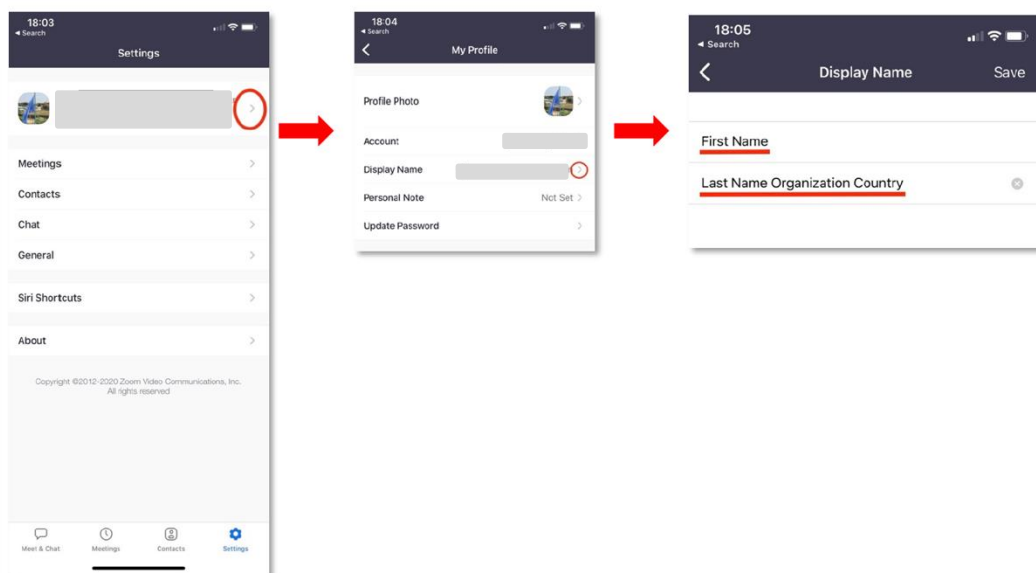 18:03
◄ Search
Settings
Meetings
Contacts
Chat
General
Siri Shortcuts
About
Copyright ©2012-2020 Zoom Video Communications, Inc.
All rights reserved
Meet & Chat
Meetings
Contacts
Settings
18:04
◄ Search
My Profile
Profile Photo
Account
Display Name
Personal Note
Not Set
Update Password
18:05
◄ Search
Display Name
Save
First Name
Last Name Organization Country